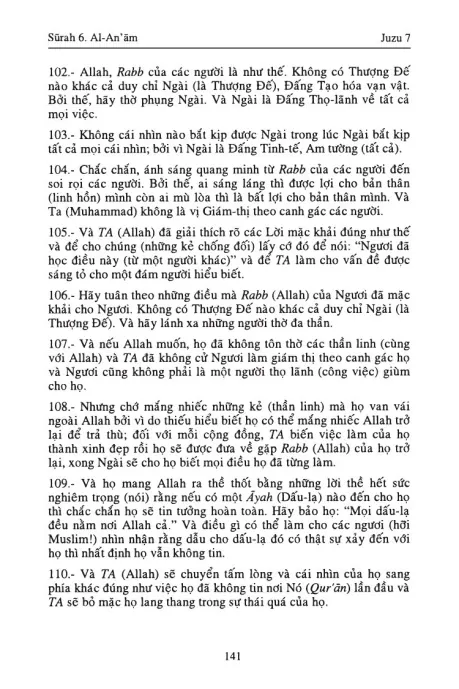 Sūrah 6. Al-An'ām
Juzu 7
102.- Allah, Rabb của các người là như thế. Không có Thượng Đế
nào khác cả duy chỉ Ngài (là Thượng Đế), Đấng Tạo hóa vạn vật.
Bởi thế, hãy thờ phụng Ngài. Và Ngài là Đấng Thọ-lãnh về tất cả
mọi việc.
103.- Không cái nhìn nào bắt kịp được Ngài trong lúc Ngài bắt kịp
tất cả mọi cái nhìn; bởi vì Ngài là Đấng Tinh-tế, Am tường (tất cả).
104.- Chắc chắn, ánh sáng quang minh từ Rabb của các người đến
soi rọi các người. Bởi thế, ai sáng láng thì được lợi cho bản thân
(linh hồn) mình còn ai mù lòa thì là bất lợi cho bản thân mình. Và
Ta (Muhammad) không là vị Giám-thị theo canh gác các người.
105.- Và TA (Allah) đã giải thích rõ các Lời mặc khải đúng như thế
và để cho chúng (những kẻ chống đối) lấy cớ đó để nói: “Ngươi đã
học điều này (từ một người khác)” và để TA làm cho vấn đề được
sáng tỏ cho một đám người hiểu biết.
106.- Hãy tuân theo những điều mà Rabb (Allah) của Ngươi đã mặc
khải cho Ngươi. Không có Thượng Đế nào khác cả duy chỉ Ngài (là
Thượng Đế). Và hãy lánh xa những người thờ đa thần.
107.- Và nếu Allah muốn, họ đã không tôn thờ các thần linh (cùng
với Allah) và TA đã không cử Ngươi làm giám thị theo canh gác họ
và Ngươi cũng không phải là một người thọ lãnh (công việc) giùm
cho họ.
108.- Nhưng chớ mắng nhiếc những kẻ (thần linh) mà họ van vái
ngoài Allah bởi vì do thiếu hiểu biết họ có thể mắng nhiếc Allah trở
lại để trả thù; đối với mỗi cộng đồng, TA biến việc làm của họ
thành xinh đẹp rồi họ sẽ được đưa về gặp Rabb (Allah) của họ trở
lại, xong Ngài sẽ cho họ biết mọi điều họ đã từng làm.
109.- Và họ mang Allah ra thề thốt bằng những lời thề hết sức
nghiêm trọng (nói) rằng nếu có một Āyah (Dấu-lạ) nào đến cho họ
thì chắc chắn họ sẽ tin tưởng hoàn toàn. Hãy bảo họ: “Mọi dấu-lạ
đều nằm nơi Allah cả.” Và điều gì có thể làm cho các ngươi (hỡi
Muslim!) nhìn nhận rằng dẫu cho dấu-lạ đó có thật sự xảy đến với
họ thì nhất định họ vẫn không tin.
110.- Và TA (Allah) sẽ chuyển tấm lòng và cái nhìn của họ sang
phía khác đúng như việc họ đã không tin nơi Nó (Qur'ān) lần đầu và
TA sẽ bỏ mặc họ lang thang trong sự thái quá của họ.
141